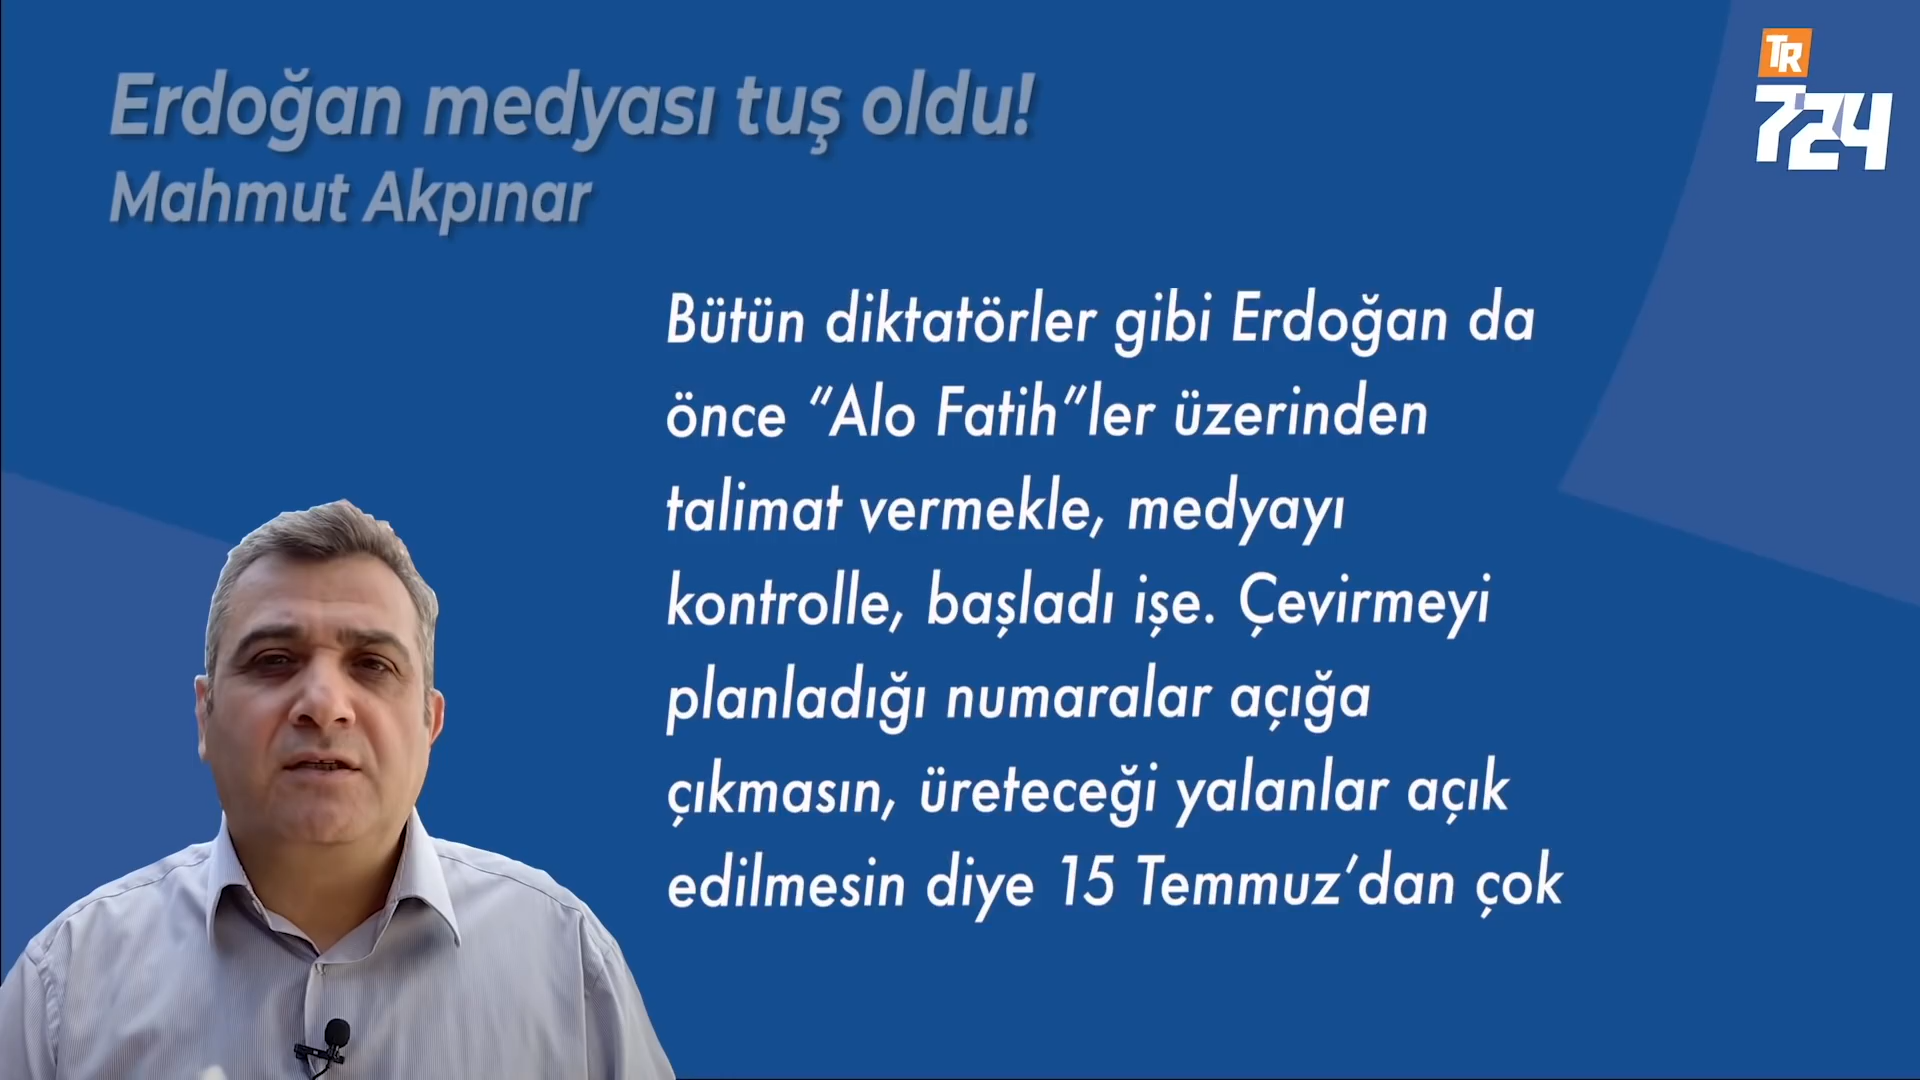 Erdoğan medyası tuş oldu!
Mahmut Akpınar
TR
724
Bütün diktatörler gibi Erdoğan da
önce “Alo Fatih”ler üzerinden
talimat vermekle, medyayı
kontrolle, başladı işe. Çevirmeyi
planladığı numaralar açığa
çıkmasın, üreteceği yalanlar açık
edilmesin diye 15 Temmuz’dan çok